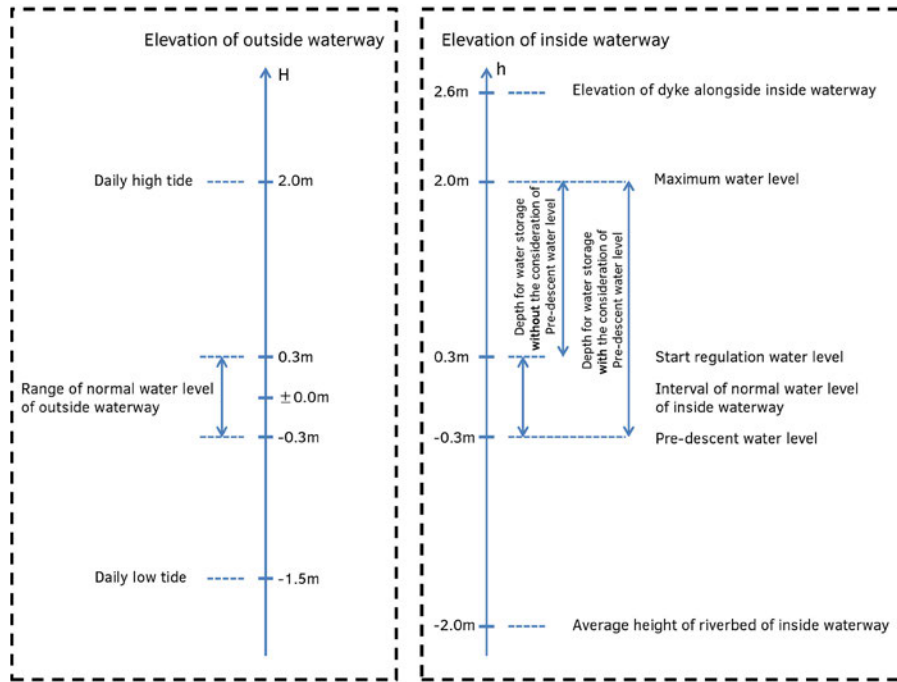 Elevation of outside waterway
H
Daily high tide
2.0m
0.3m
Range of normal water level
of outside waterway
±0.0m
-0.3m
Daily low tide
-1.5m
Elevation of inside waterway
h
2.6m
Elevation of dyke alongside inside waterway
2.0m
Maximum water level
Depth for water storage
without the consideration of
Pre-descent water level
Depth for water storage
with the consideration of
Pre-descent water level
0.3m
Start regulation water level
Interval of normal water level
of inside waterway
-0.3m
Pre-descent water level
-2.0m
Average height of riverbed of inside waterway